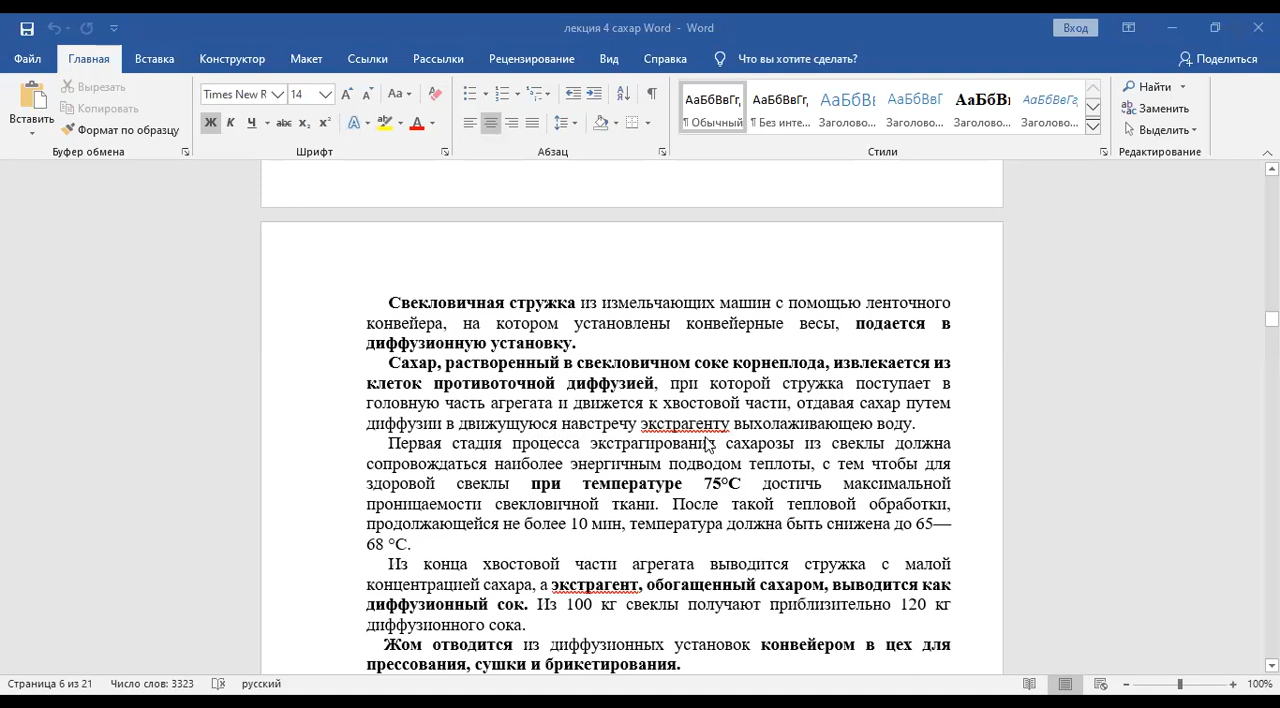 лекция 4 сахар Word - Word
Вход
Файл Главная Вставка Конструктор Макет Ссылки Рассылки Рецензирование Вид Справка Что вы хотите сделать? Поделиться
Вставить
Вырезать
Копировать
Формат по образцу
Буфер обмена
Times New R 14
Aa
Ж К Ч abc x₂ x²
Шрифт
Абзац
АаБбВвГг, АаБбВвГг, АаБбВв АаБбВвГ АаБбВ АаБбВвГг
¶ Обычный ¶ Без инте... Заголово... Заголово... Заголово... Заголово...
Стили
Найти
Заменить
Выделить
Редактирование
Свекловичная стружка из измельчающих машин с помощью ленточного
конвейера, на котором установлены конвейерные весы, подается в
диффузионную установку.
Сахар, растворенный в свекловичном соке корнеплода, извлекается из
клеток противоточной диффузией, при которой стружка поступает в
головную часть агрегата и движется к хвостовой части, отдавая сахар путем
диффузии в движущуюся навстречу экстрагенту выхолаживающею воду.
Первая стадия процесса экстрагирования сахарозы из свеклы должна
сопровождаться наиболее энергичным подводом теплоты, с тем чтобы для
здоровой свеклы при температуре 75°С достичь максимальной
проницаемости свекловичной ткани. После такой тепловой обработки,
продолжающейся не более 10 мин, температура должна быть снижена до 65—
68 °С.
Из конца хвостовой части агрегата выводится стружка с малой
концентрацией сахара, а экстрагент, обогащенный сахаром, выводится как
диффузионный сок. Из 100 кг свеклы получают приблизительно 120 кг
диффузионного сока.
Жом отводится из диффузионных установок конвейером в цех для
прессования, сушки и брикетирования.
Страница 6 из 21 Число слов: 3323 русский 100%